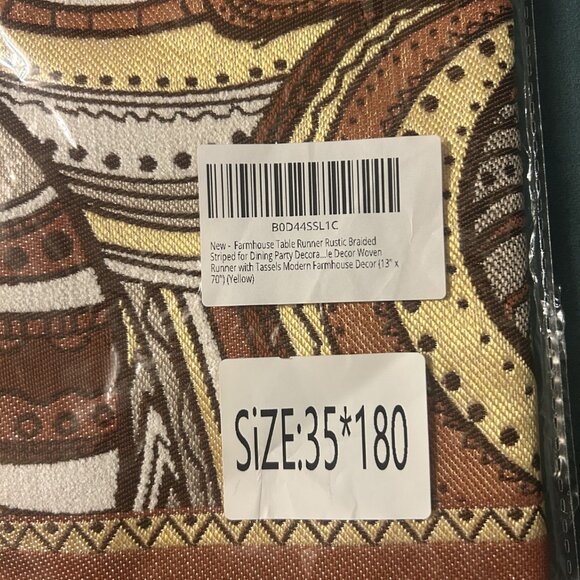 B0D44SSL1C
New - Farmhouse Table Runner Rustic Braided
Striped for Dining Party Decora...le Decor Woven
Runner with Tassels Modern Farmhouse Decor (13" x
70") (Yellow)
SiZE:35*180